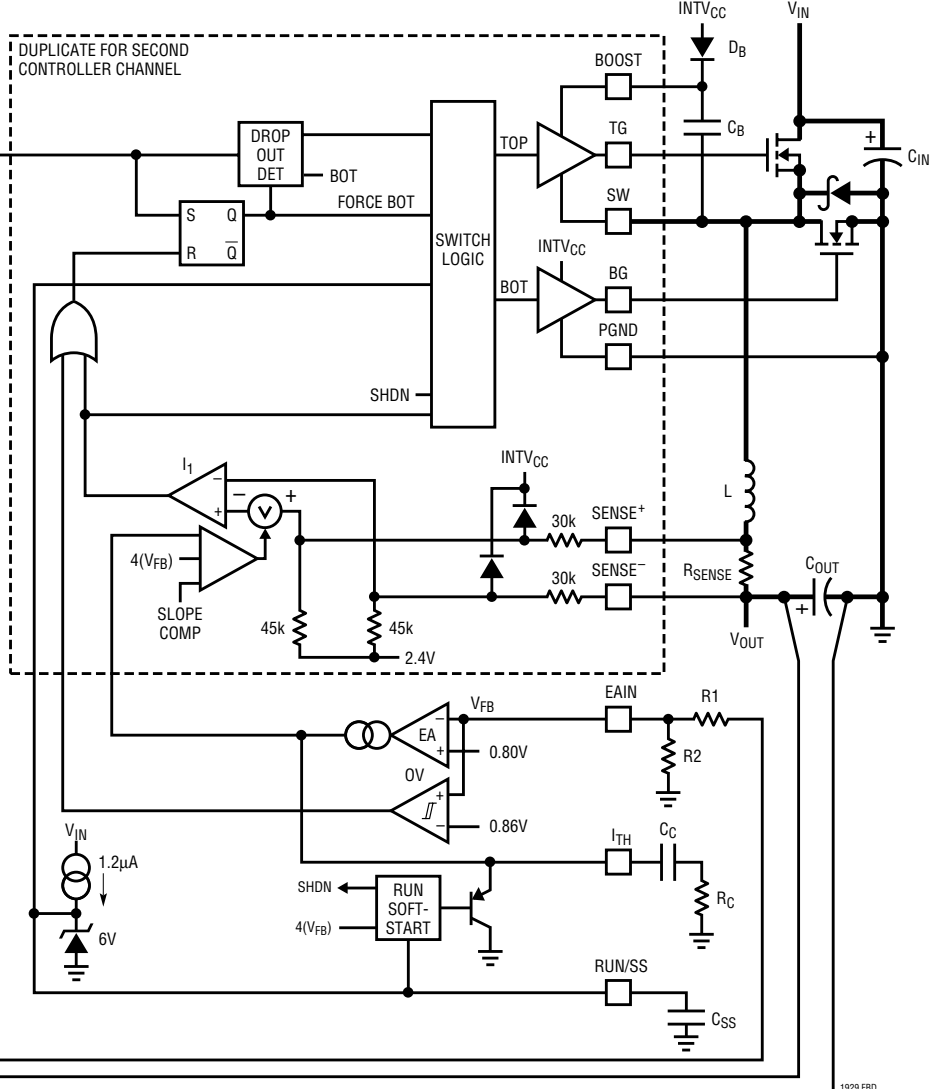 INTVCC
VIN
DUPLICATE FOR SECOND
CONTROLLER CHANNEL
DB
BOOST
DROP
OUT
DET
BOT
TOP
TG
CB
+
CIN
S
Q
R
Q
FORCE BOT
SW
SWITCH
LOGIC
INTVCC
BOT
BG
PGND
SHDN
I1
−
+
−
+
V
INTVCC
L
30k
SENSE+
4(VFB)
SLOPE
COMP
30k
SENSE−
RSENSE
COUT
+
45k
45k
2.4V
VOUT
VFB
EAIN
R1
EA
−
+
0.80V
R2
OV
+
−
0.86V
VIN
1.2µA
6V
ITH
CC
RC
SHDN
4(VFB)
RUN
SOFT-
START
RUN/SS
CSS
1929 FBD